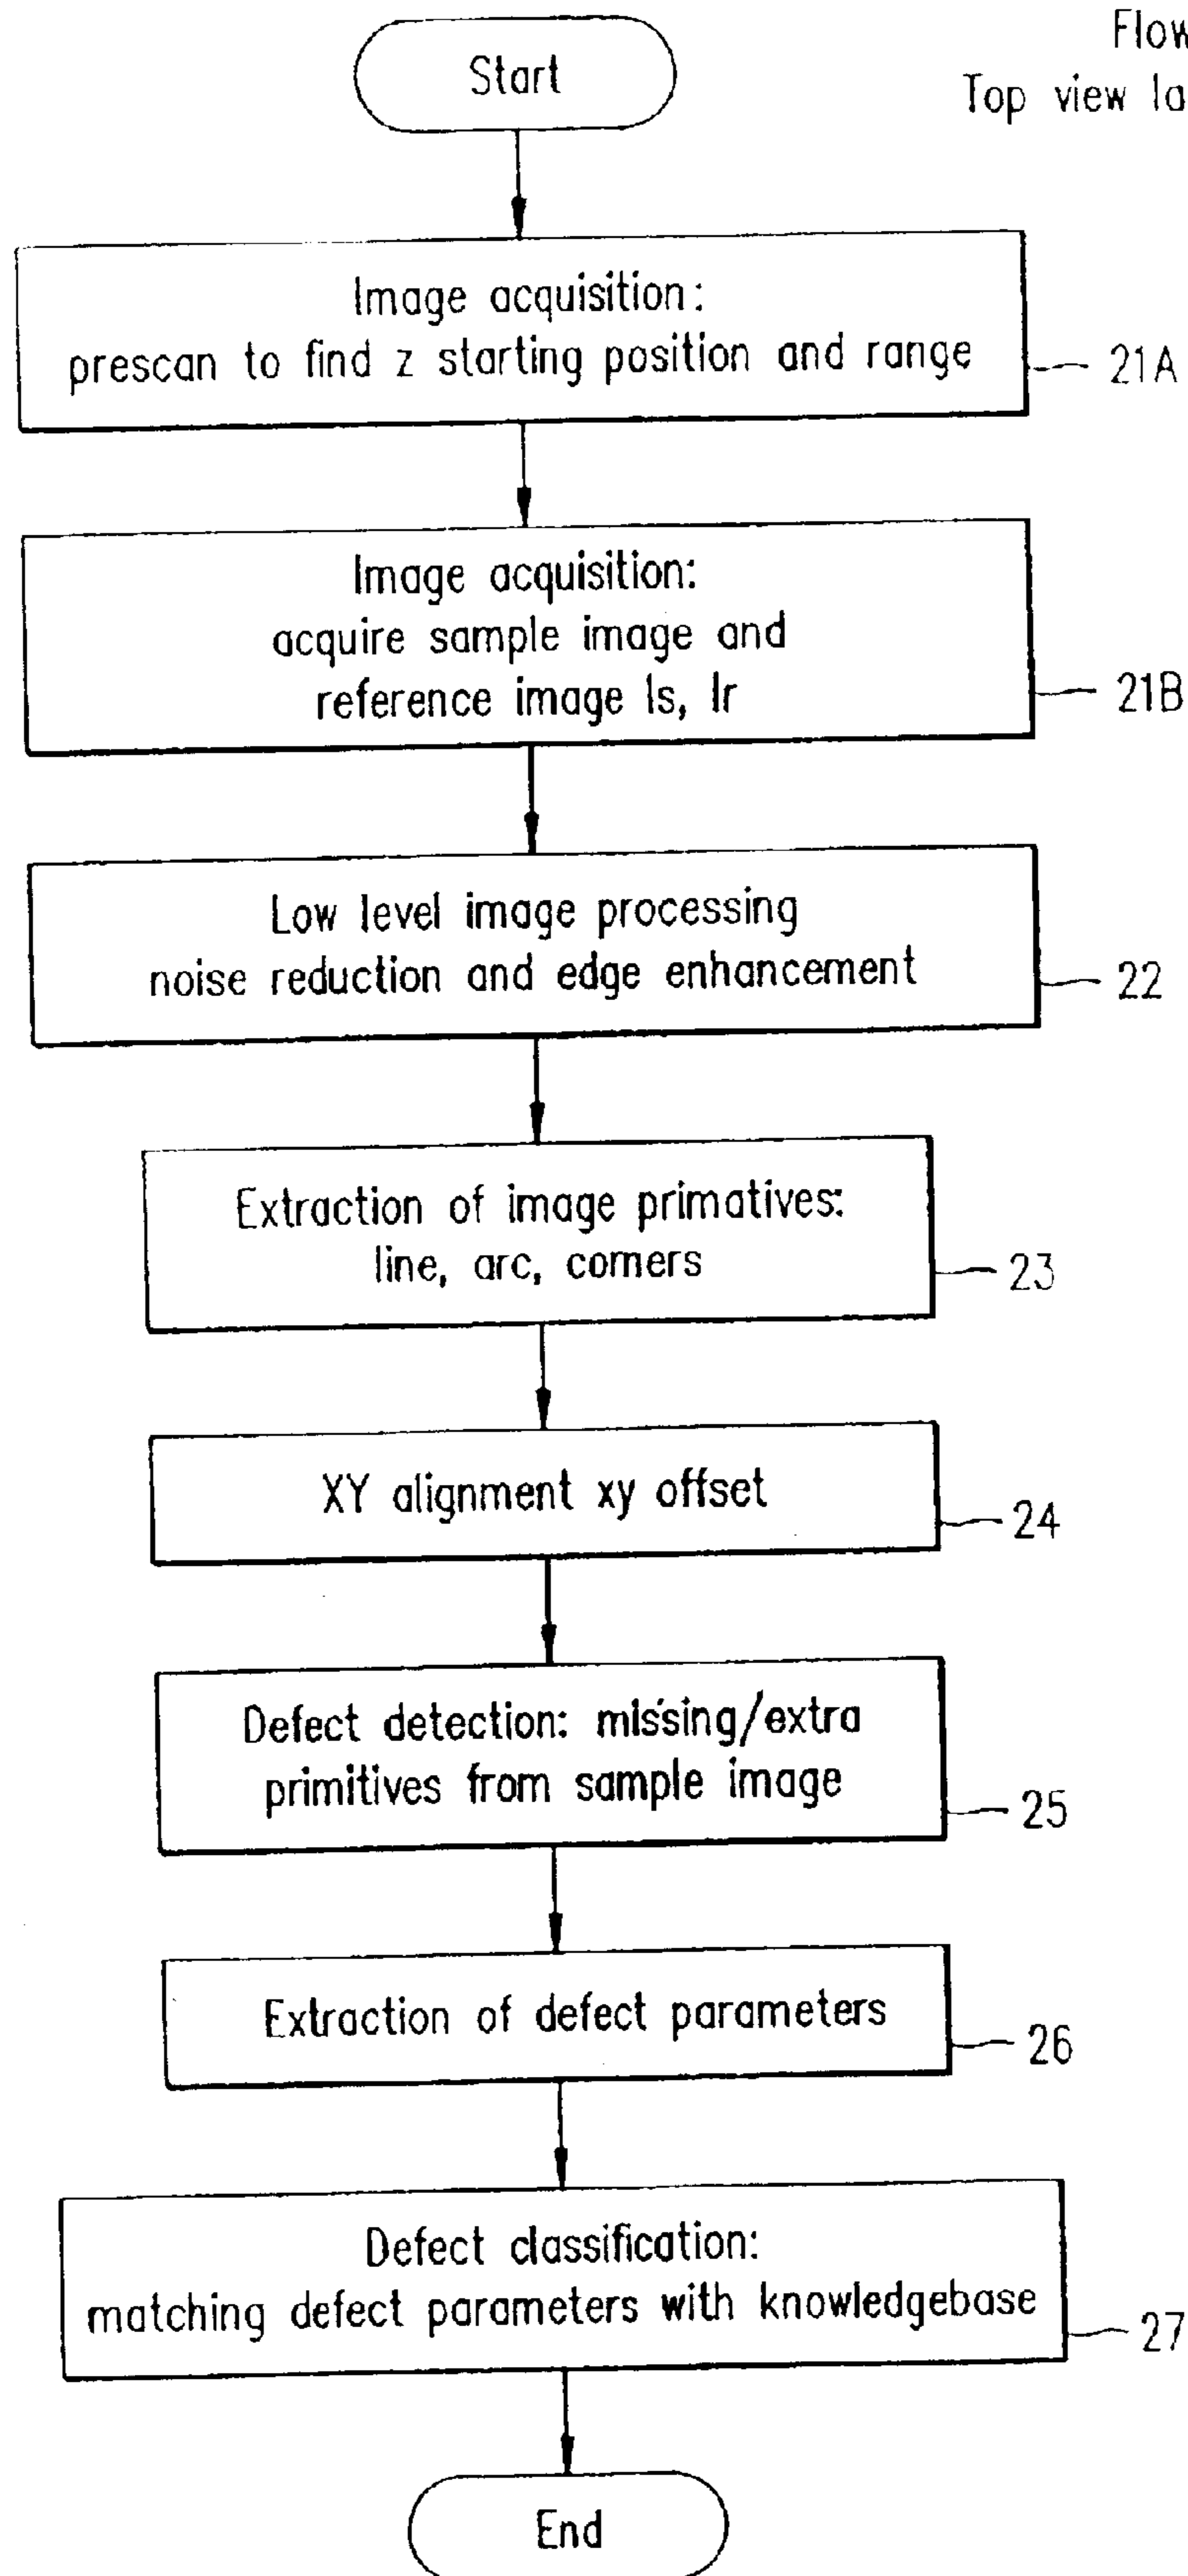 Start
Top view
Image acquisition:
prescan to find z starting position and range
21A
Image acquisition:
acquire sample image and
reference image Is, Ir
21B
Low level image processing
noise reduction and edge enhancement
22
Extraction of image primatives:
line, arc, corners
23
XY alignment xy offset
24
Defect detection: missing/extra
primitives from sample image
25
Extraction of defect parameters
26
Defect classification:
matching defect parameters with knowledgebase
27
End